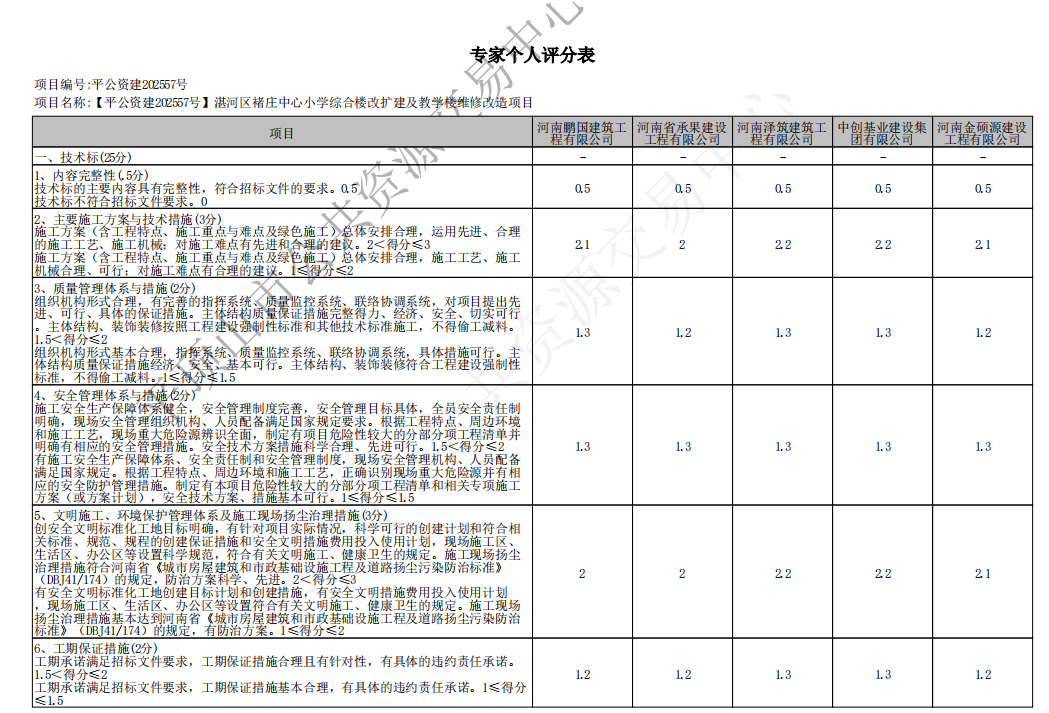 专家个人评分表
项目编号:平公资建202557号
项目名称:【平公资建202557号】湛河区褚庄中心小学综合楼改扩建及教学楼维修改造项目
项目
河南鹏国建筑工
程有限公司
河南省承果建设
工程有限公司
河南泽筑建筑工
程有限公司
中创基业建设集
团有限公司
河南金硕源建设
工程有限公司
一、技术标(25分)
- - - - -
1、内容完整性(.5分)
技术标的主要内容具有完整性，符合招标文件的要求。0.5
技术标不符合招标文件要求。0
0.5 0.5 0.5 0.5 0.5
2、主要施工方案与技术措施(3分)
施工方案（含工程特点、施工重点与难点及绿色施工）总体安排合理，运用先进、合理
的施工工艺、施工机械；对施工难点有先进和合理的建议。2＜得分≤3
施工方案（含工程特点、施工重点与难点及绿色施工）总体安排合理，施工工艺、施工
机械合理、可行；对施工难点有合理的建议。1≤得分≤2
2.1 2 2.2 2.2 2.1
3、质量管理体系与措施(2分)
组织机构形式合理，有完善的指挥系统、质量监控系统、联络协调系统，对项目提出先
进、可行、具体的保证措施。主体结构质量保证措施完整得力、经济、安全、切实可行
。主体结构、装饰装修按照工程建设强制性标准和其他技术标准施工，不得偷工减料。
1.5＜得分≤2
组织机构形式基本合理，指挥系统、质量监控系统、联络协调系统，具体措施可行。主
体结构质量保证措施经济、安全、基本可行。主体结构、装饰装修符合工程建设强制性
标准，不得偷工减料。1≤得分≤1.5
1.3 1.2 1.3 1.3 1.2
4、安全管理体系与措施(2分)
施工安全生产保障体系健全，安全管理制度完善，安全管理目标具体，全员安全责任制
明确，现场安全管理组织机构、人员配备满足国家规定要求。根据工程特点、周边环境
和施工工艺，现场重大危险源辨识全面，制定有项目危险性较大的分部分项工程清单并
明确有相应的安全管理措施。安全技术方案措施科学合理、先进可行。1.5＜得分≤2
有施工安全生产保障体系、安全责任制和安全管理制度，现场安全管理机构、人员配备
满足国家规定。根据工程特点、周边环境和施工工艺，正确识别现场重大危险源并有相
应的安全防护管理措施。制定有本项目危险性较大的分部分项工程清单和相关专项施工
方案（或方案计划），安全技术方案、措施基本可行。1≤得分≤1.5
1.3 1.3 1.3 1.3 1.3
5、文明施工、环境保护管理体系及施工现场扬尘治理措施(3分)
创安全文明标准化工地目标明确，有针对项目实际情况，科学可行的创建计划和符合相
关标准、规范、规程的创建保证措施和安全文明措施费用投入使用计划，现场施工区、
生活区、办公区等设置科学规范，符合有关文明施工、健康卫生的规定。施工现场扬尘
治理措施符合河南省《城市房屋建筑和市政基础设施工程及道路扬尘污染防治标准》
（DBJ41/174）的规定，防治方案科学、先进。2＜得分≤3
有安全文明标准化工地创建目标计划和创建措施，有安全文明措施费用投入使用计划
，现场施工区、生活区、办公区等设置符合有关文明施工、健康卫生的规定。施工现场
扬尘治理措施基本达到河南省《城市房屋建筑和市政基础设施工程及道路扬尘污染防治
标准》（DBJ41/174）的规定，有防治方案。1≤得分≤2
2 2 2.2 2.2 2.1
6、工期保证措施(2分)
工期承诺满足招标文件要求，工期保证措施合理且有针对性，有具体的违约责任承诺。
1.5＜得分≤2
工期承诺满足招标文件要求，工期保证措施基本合理，有具体的违约责任承诺。1≤得分
≤1.5
1.2 1.2 1.3 1.3 1.2
平顶山市公共资源交易中心
共资源交易中心